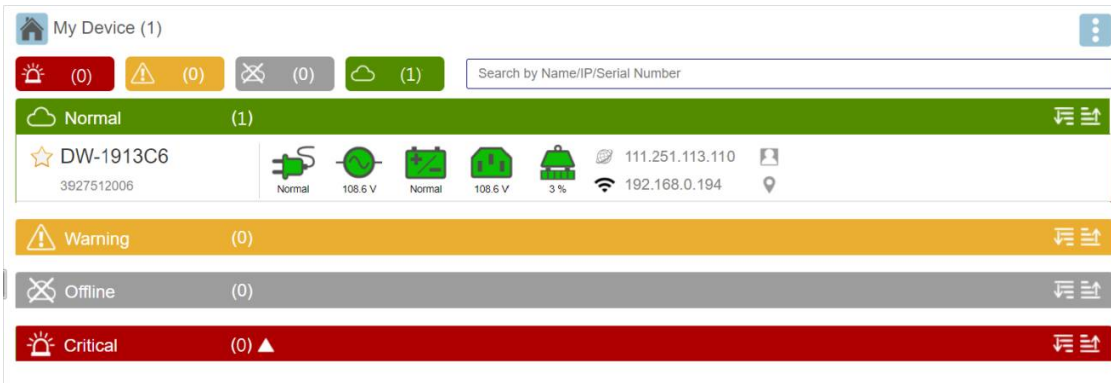 My Device (1)
(0) (0) (0) (1) Search by Name/IP/Serial Number
Normal (1)
DW-1913C6
3927512006
Normal 108.6 V Normal 108.6 V 3 %
111.251.113.110
192.168.0.194
Warning (0)
Offline (0)
Critical (0)